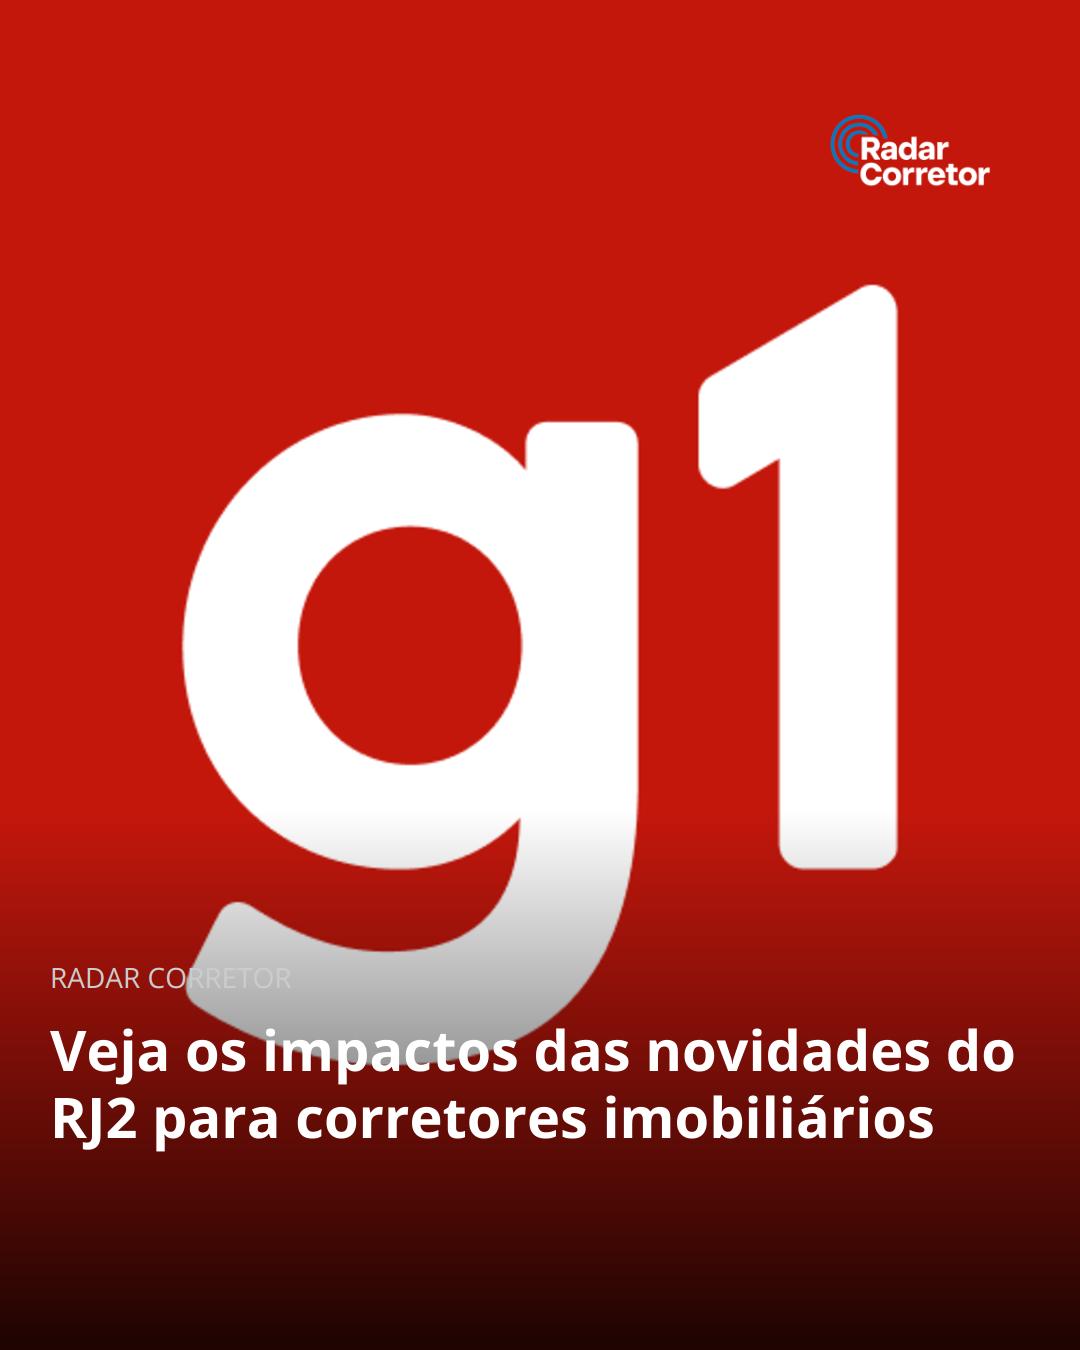 Radar
Corretor
g1
RADAR CORRETOR
Veja os impactos das novidades do
RJ2 para corretores imobiliários